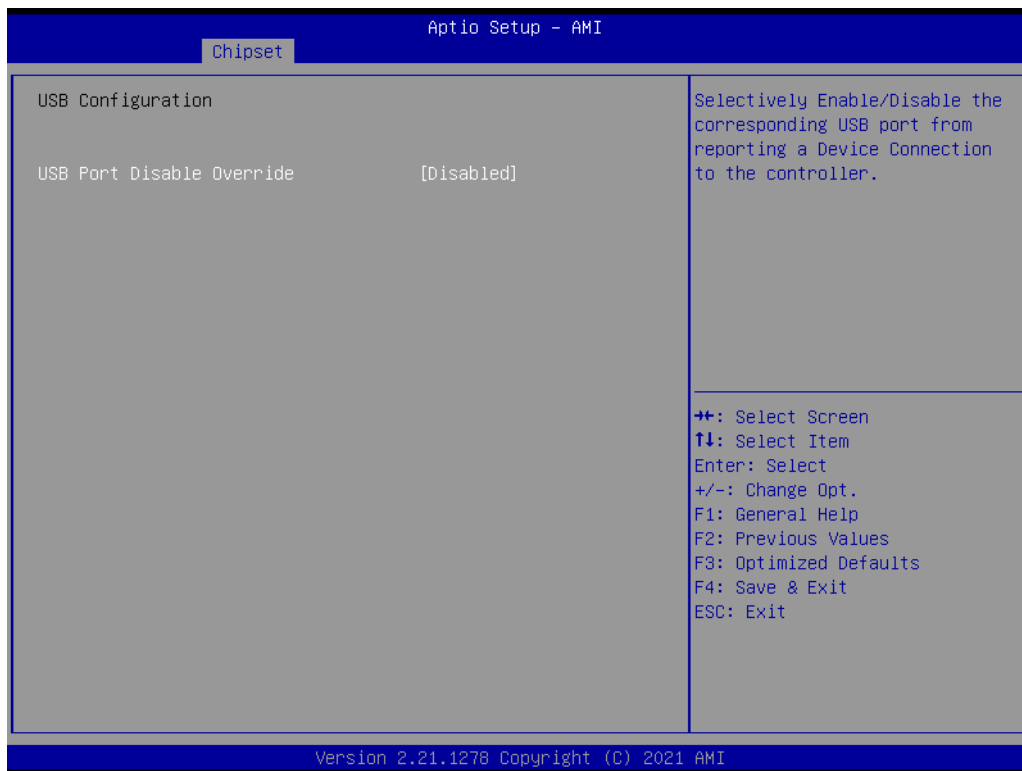 Aptio Setup – AMI
Chipset
USB Configuration
USB Port Disable Override [Disabled]
Selectively Enable/Disable the
corresponding USB port from
reporting a Device Connection
to the controller.
→←: Select Screen
↑↓: Select Item
Enter: Select
+/-: Change Opt.
F1: General Help
F2: Previous Values
F3: Optimized Defaults
F4: Save & Exit
ESC: Exit
Version 2.21.1278 Copyright (C) 2021 AMI